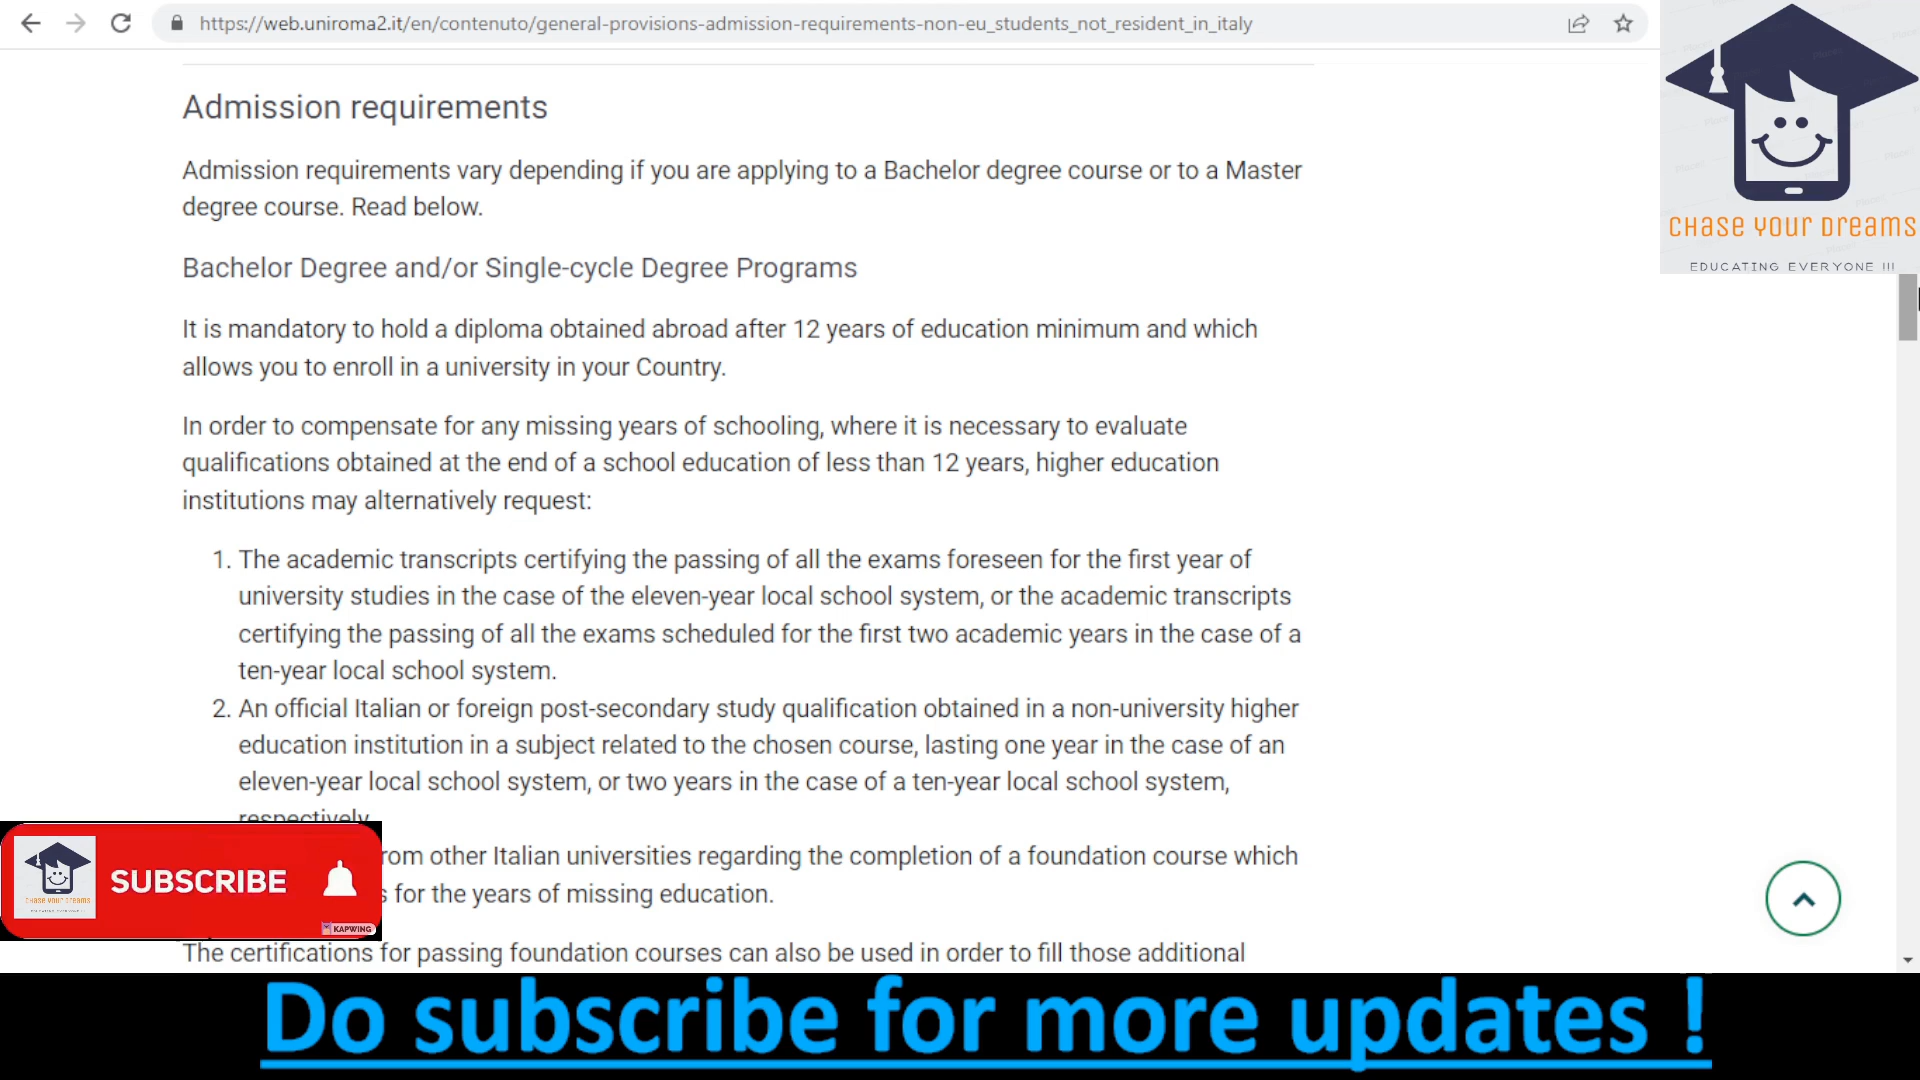 https://web.uniroma2.it/en/contenuto/general-provisions-admission-requirements-non-eu_students_not_resident_in_italy
CHASE YOUR DREAMS
EDUCATING EVERYONE !!!
Admission requirements
Admission requirements vary depending if you are applying to a Bachelor degree course or to a Master
degree course. Read below.
Bachelor Degree and/or Single-cycle Degree Programs
It is mandatory to hold a diploma obtained abroad after 12 years of education minimum and which
allows you to enroll in a university in your Country.
In order to compensate for any missing years of schooling, where it is necessary to evaluate
qualifications obtained at the end of a school education of less than 12 years, higher education
institutions may alternatively request:
1. The academic transcripts certifying the passing of all the exams foreseen for the first year of
university studies in the case of the eleven-year local school system, or the academic transcripts
certifying the passing of all the exams scheduled for the first two academic years in the case of a
ten-year local school system.
2. An official Italian or foreign post-secondary study qualification obtained in a non-university higher
education institution in a subject related to the chosen course, lasting one year in the case of an
eleven-year local school system, or two years in the case of a ten-year local school system,
respectively
rom other Italian universities regarding the completion of a foundation course which
s for the years of missing education.
The certifications for passing foundation courses can also be used in order to fill those additional
CHASE YOUR DREAMS
SUBSCRIBE
KAPWING
Do subscribe for more updates !